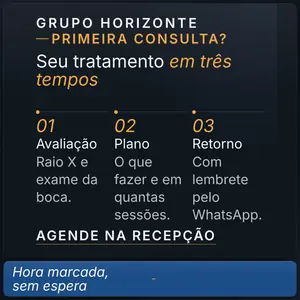 GRUPO HORIZONTE
—PRIMEIRA CONSULTA?
Seu tratamento em três
tempos
01
Avaliação
Raio X e
exame da
boca.
02
Plano
O que
fazer e em
quantas
sessões.
03
Retorno
Com
lembrete
pelo
WhatsApp.
AGENDE NA RECEPÇÃO
Hora marcada,
sem espera